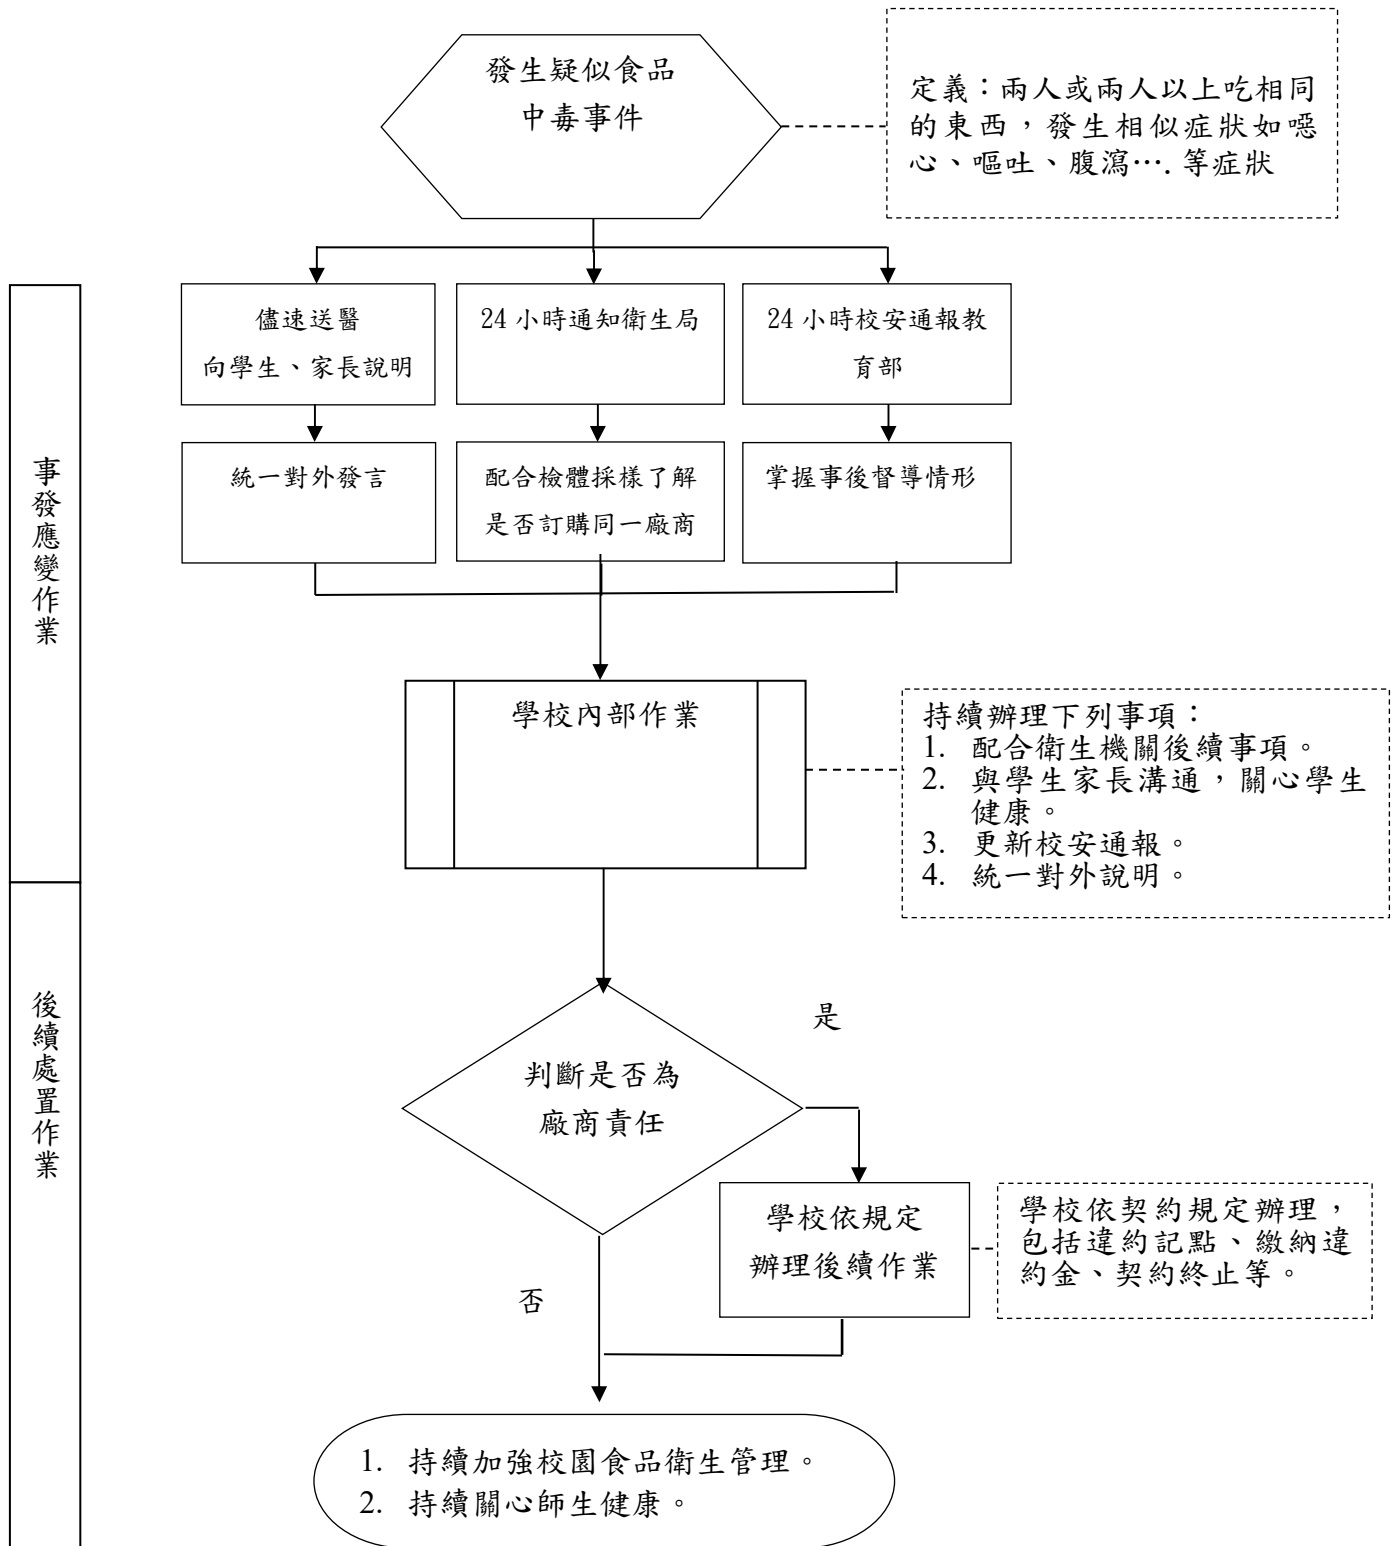 發生疑似食品
中毒事件
定義：兩人或兩人以上吃相同
的東西，發生相似症狀如噁
心、嘔吐、腹瀉….等症狀
事發應變作業
儘速送醫
向學生、家長說明
24 小時通知衛生局
24 小時校安通報教
育部
統一對外發言
配合檢體採樣了解
是否訂購同一廠商
掌握事後督導情形
學校內部作業
持續辦理下列事項：
1. 配合衛生機關後續事項。
2. 與學生家長溝通，關心學生
健康。
3. 更新校安通報。
4. 統一對外說明。
後續處置作業
判斷是否為
廠商責任
是
學校依規定
辦理後續作業
學校依契約規定辦理，
包括違約記點、繳納違
約金、契約終止等。
否
1. 持續加強校園食品衛生管理。
2. 持續關心師生健康。